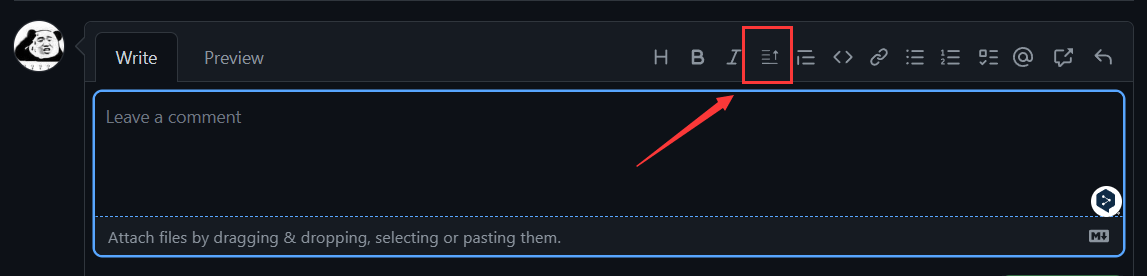 Write Preview H B I <> @
Leave a comment
Attach files by dragging & dropping, selecting or pasting them. M↓